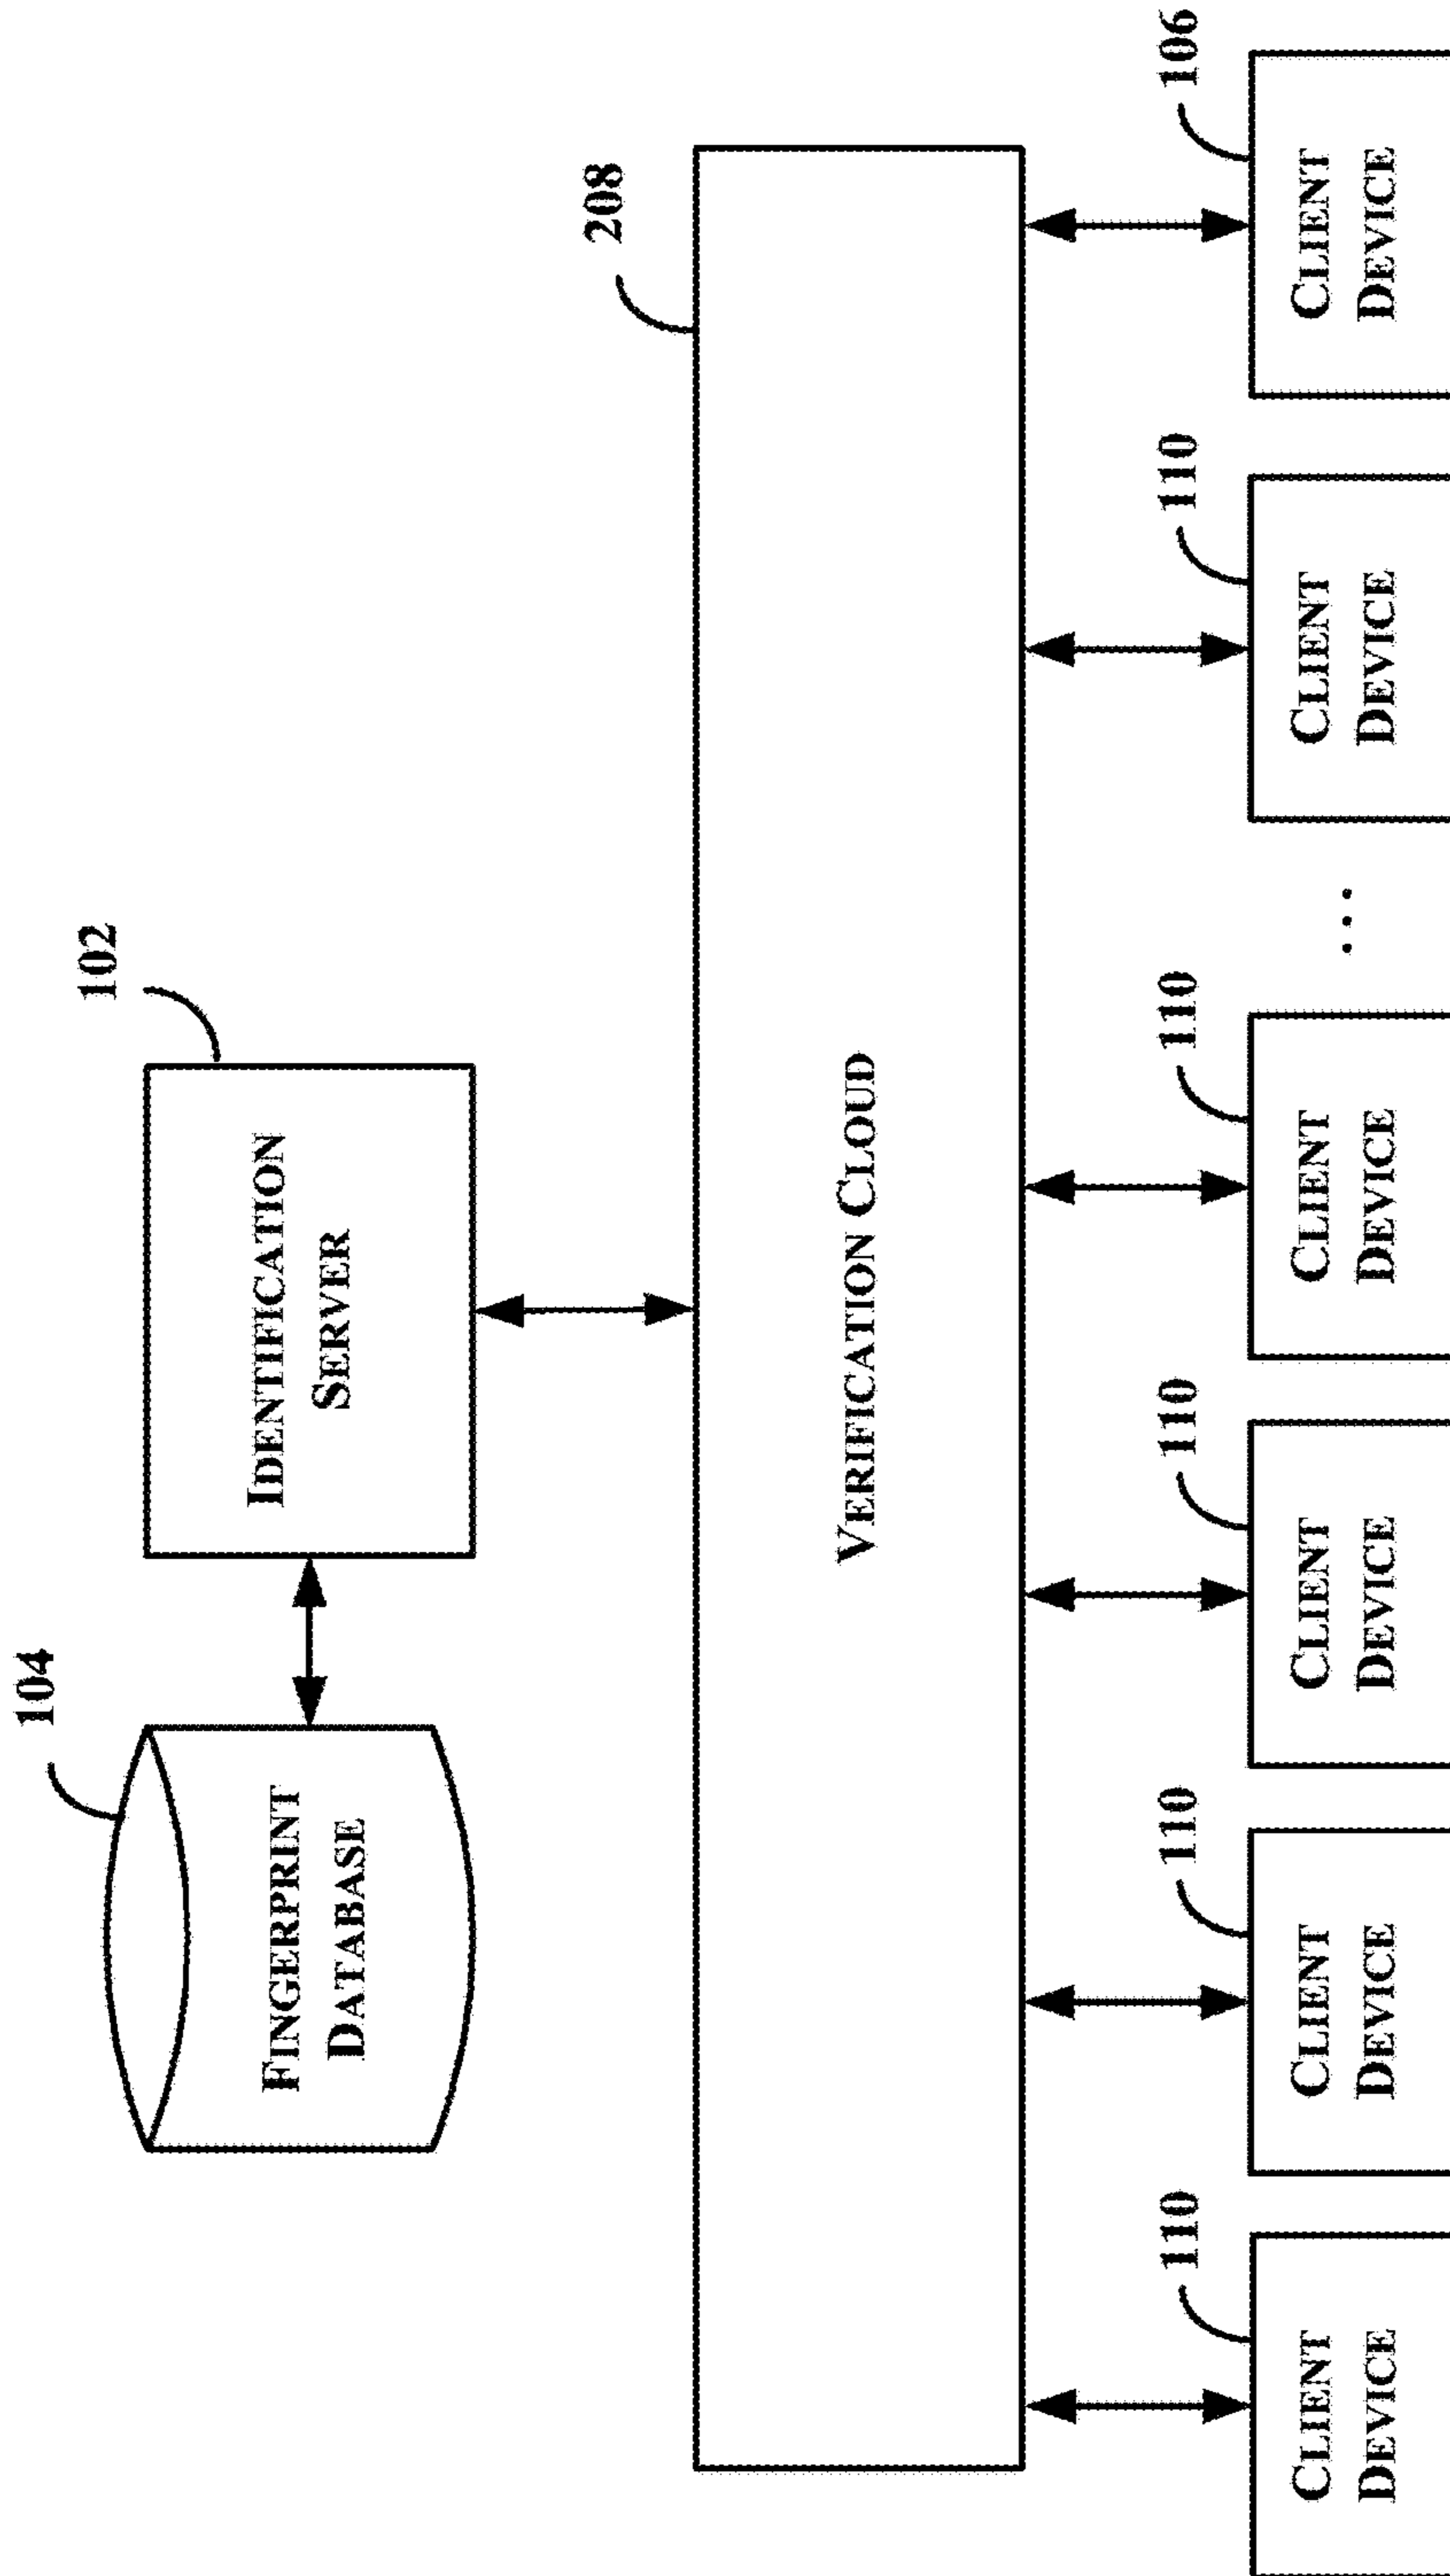 104
102
FINGERPRINT
DATABASE
IDENTIFICATION
SERVER
208
VERIFICATION CLOUD
110
110
110
110
110
106
CLIENT
DEVICE
CLIENT
DEVICE
CLIENT
DEVICE
CLIENT
DEVICE
...
CLIENT
DEVICE
CLIENT
DEVICE